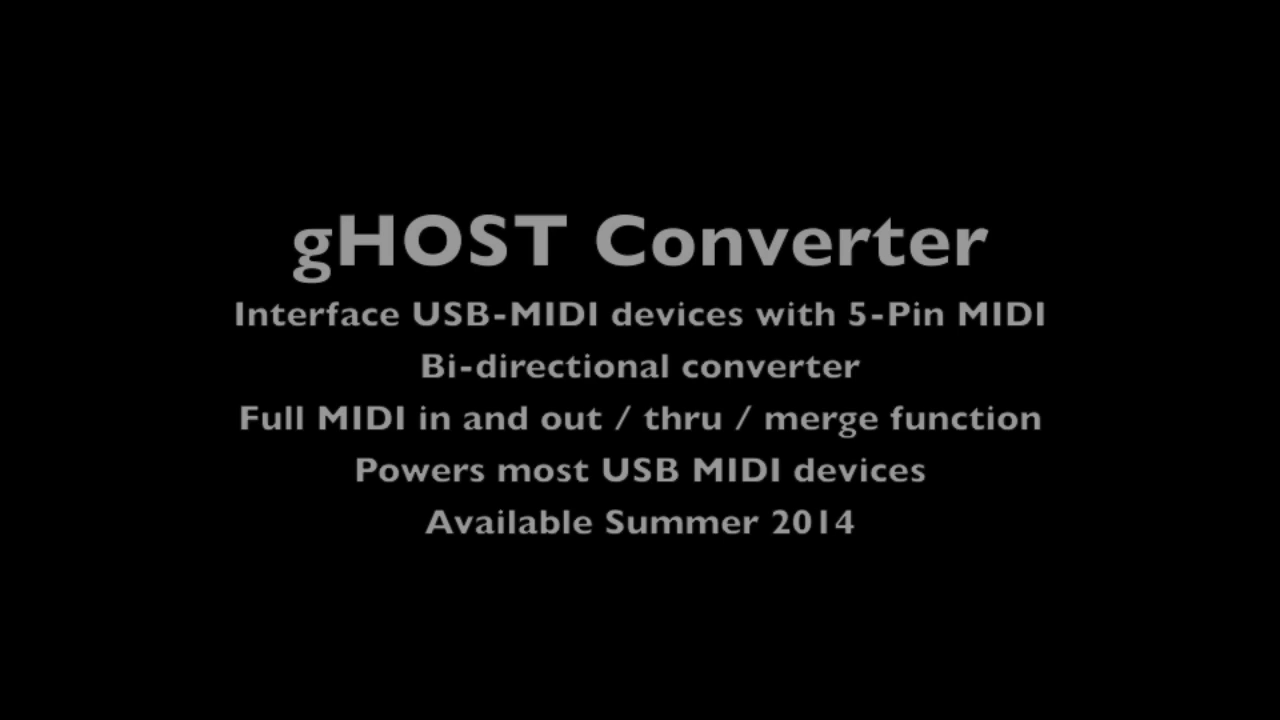 gHOST Converter
Interface USB-MIDI devices with 5-Pin MIDI
Bi-directional converter
Full MIDI in and out / thru / merge function
Powers most USB MIDI devices
Available Summer 2014